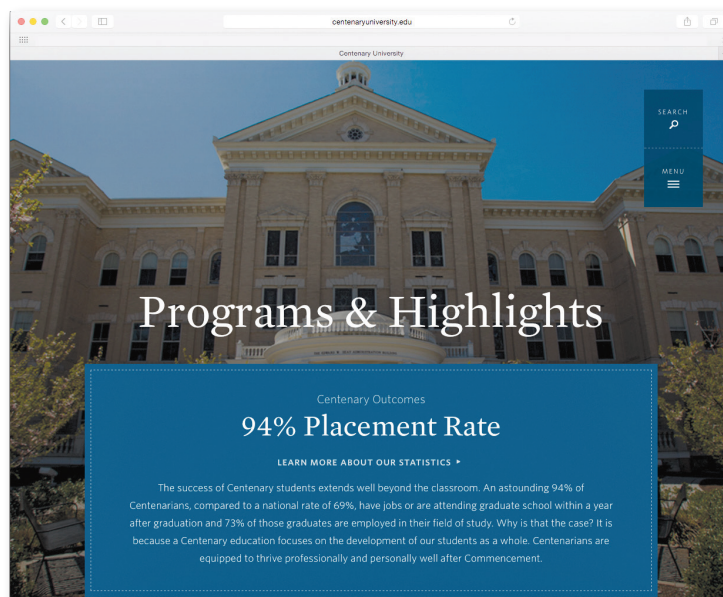 centenaryuniversity.edu
Centenary University
SEARCH
MENU
Programs & Highlights
Centenary Outcomes
94% Placement Rate
LEARN MORE ABOUT OUR STATISTICS
The success of Centenary students extends well beyond the classroom. An astounding 94% of
Centenarians, compared to a national rate of 69%, have jobs or are attending graduate school within a year
after graduation and 73% of those graduates are employed in their field of study. Why is that the case? It is
because a Centenary education focuses on the development of our students as a whole. Centenarians are
equipped to thrive professionally and personally well after Commencement.